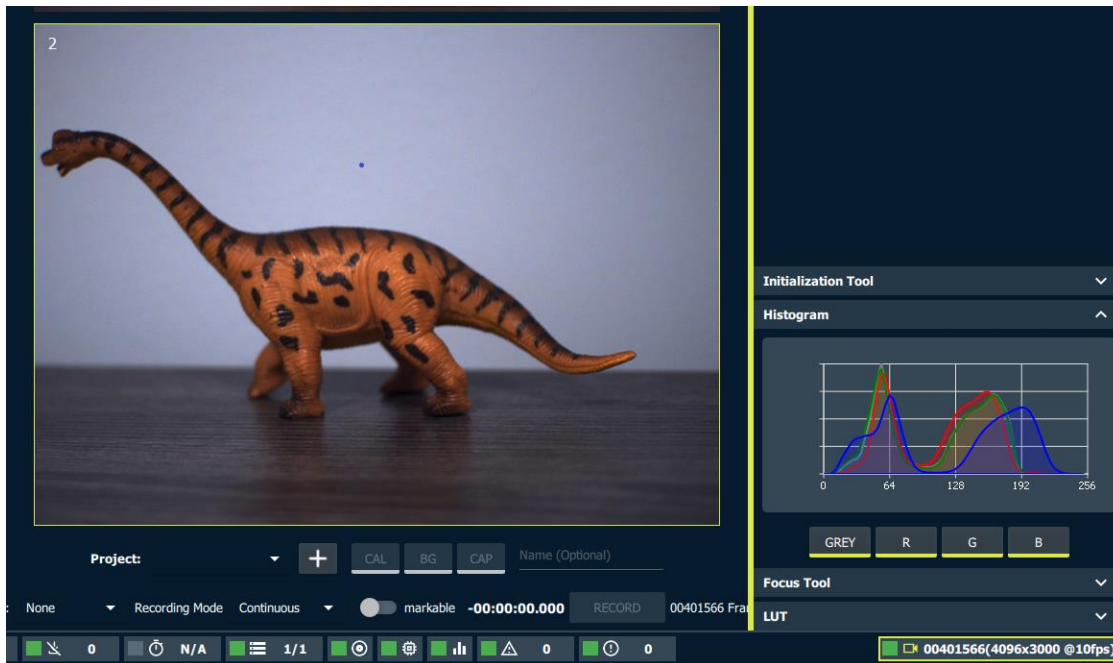 2
Initialization Tool
Histogram
0 64 128 192 256
GREY R G B
Focus Tool
LUT
Project:
CAL BG CAP Name (Optional)
: None Recording Mode Continuous markable -00:00:00.000 RECORD 00401566 Fra
0 N/A 1/1 0 0 00401566(4096x3000 @10fps)